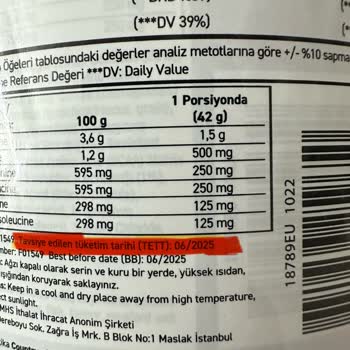 (***DV 39%)
Öğeleri tablosundaki değerler analiz metotlarına göre +/- %10 sapma
Referans Değeri ***DV: Daily Value
100 g
1 Porsiyonda
(42 g)
3,6 g 1,5 g
1,2 g 500 mg
595 mg 250 mg
595 mg 250 mg
298 mg 125 mg
soleucine 298 mg 125 mg
Tavsiye edilen tüketim tarihi (TETT): 06/2025
mber: F01549 Best before date (BB): 06/2025
Ağzı kapalı olarak serin ve kuru bir yerde, yüksek ısıdan,
ışığından koruyarak saklayınız.
s: Keep in a cool and dry place away from high temperature,
ect sunlight.
MHS İthalat İhracat Anonim Şirketi
Dereboyu Sok. Zağra İş Mrk. B Blok No:1 Maslak İstanbul
18789EU 1022